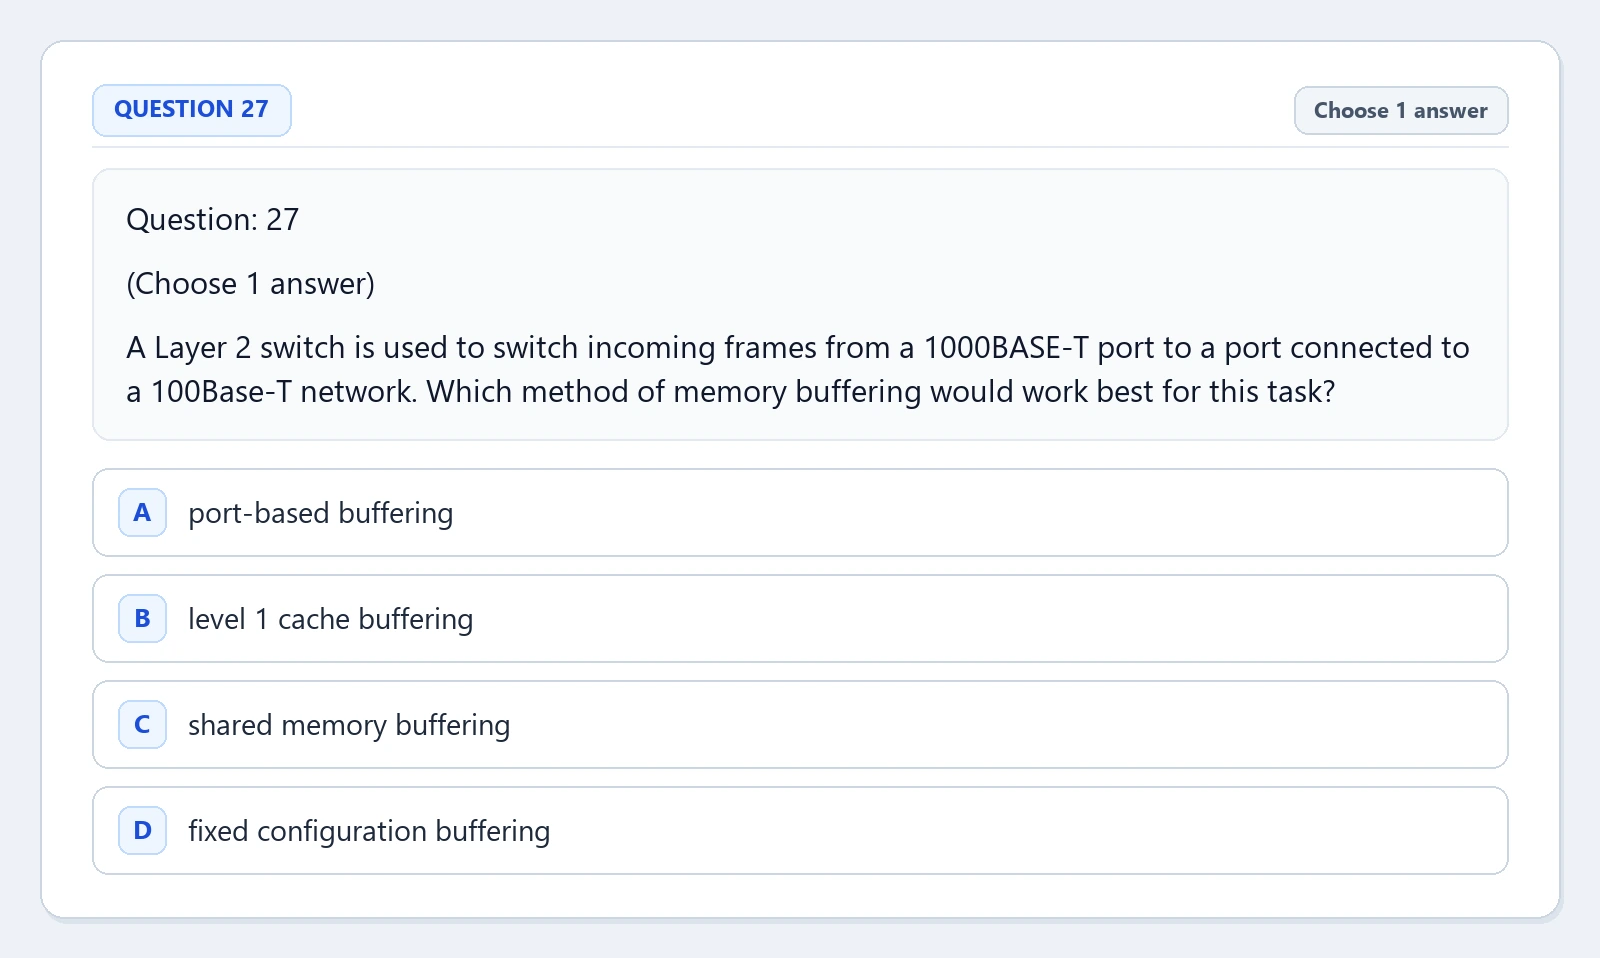 QUESTION 27
Choose 1 answer
Question: 27
(Choose 1 answer)
A Layer 2 switch is used to switch incoming frames from a 1000BASE-T port to a port connected to
a 100Base-T network. Which method of memory buffering would work best for this task?
A port-based buffering
B level 1 cache buffering
C shared memory buffering
D fixed configuration buffering